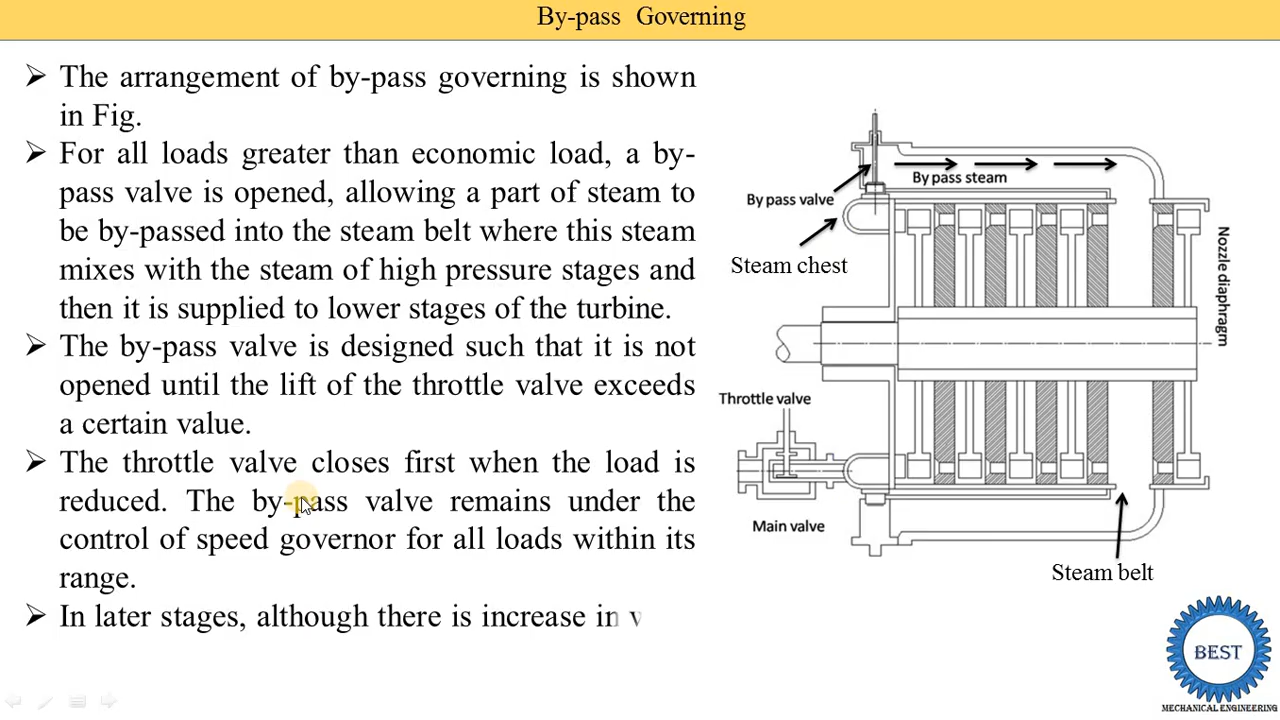 By-pass Governing
➢ The arrangement of by-pass governing is shown
in Fig.
➢ For all loads greater than economic load, a by-
pass valve is opened, allowing a part of steam to
be by-passed into the steam belt where this steam
mixes with the steam of high pressure stages and
then it is supplied to lower stages of the turbine.
➢ The by-pass valve is designed such that it is not
opened until the lift of the throttle valve exceeds
a certain value.
➢ The throttle valve closes first when the load is
reduced. The by-pass valve remains under the
control of speed governor for all loads within its
range.
➢ In later stages, although there is increase in v
By pass steam
By pass valve
Steam chest
Nozzle diaphragm
Throttle valve
Main valve
Steam belt
BEST
MECHANICAL ENGINEERING